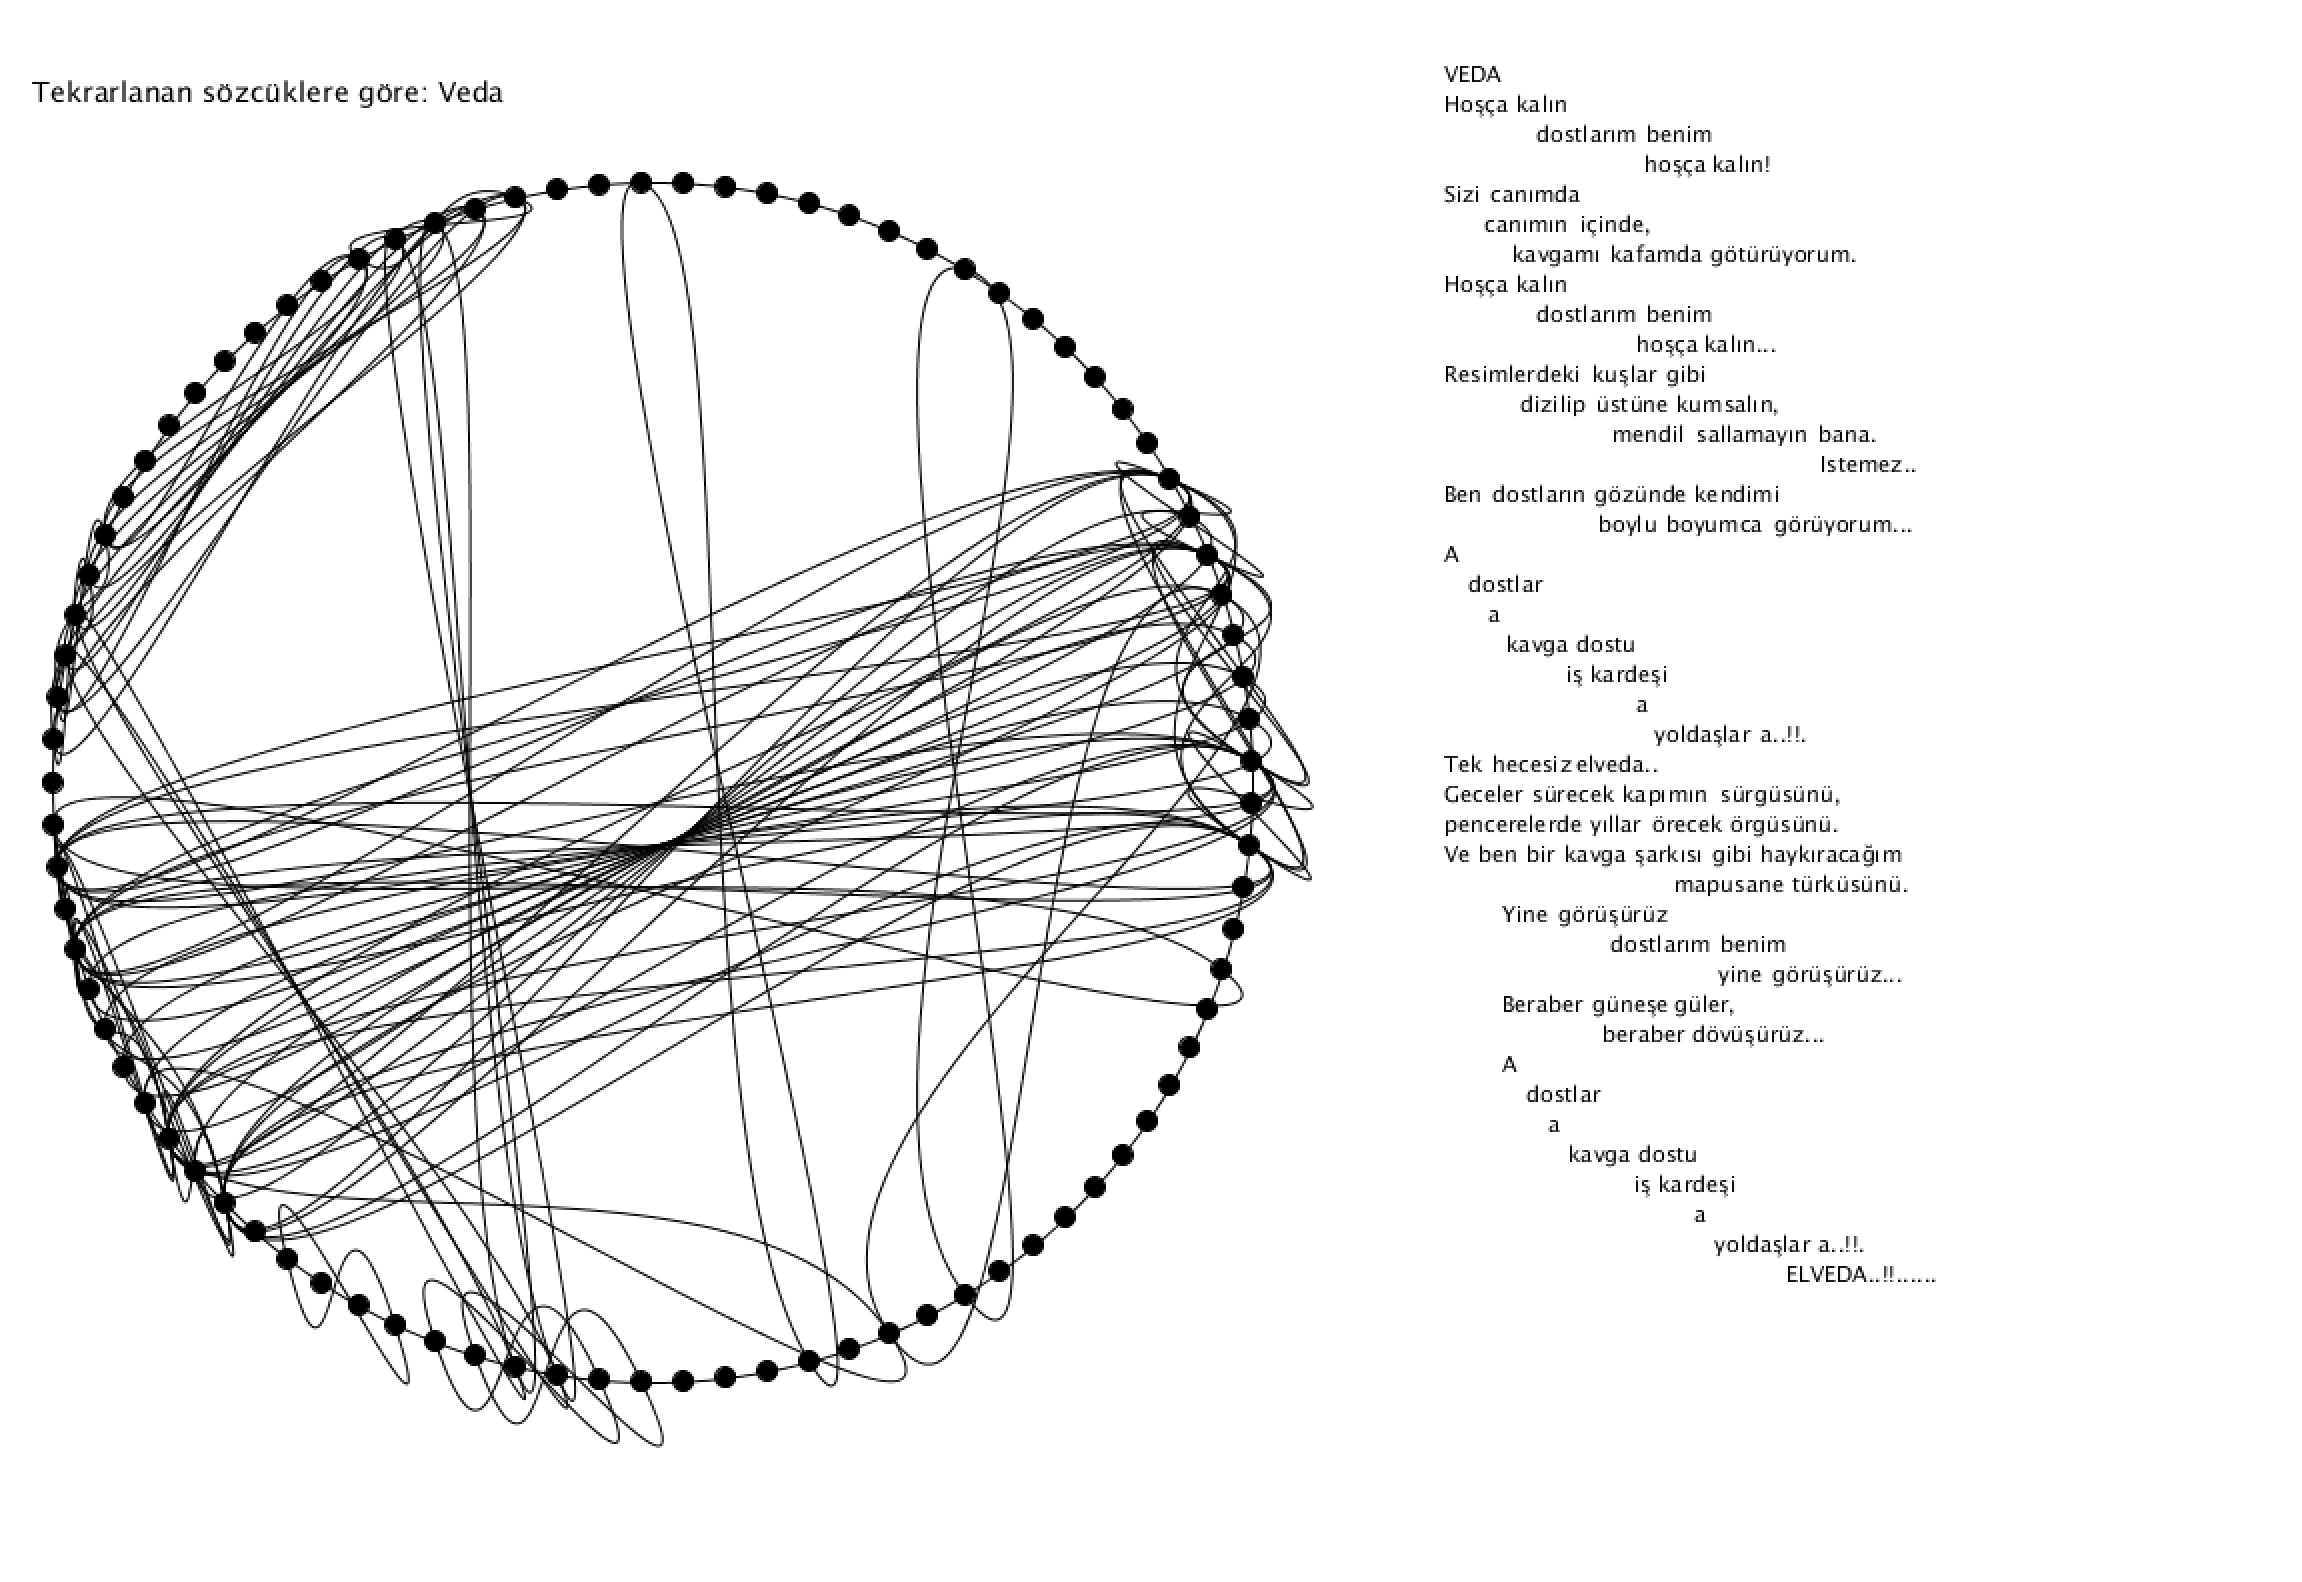 Tekrarlanan sözcüklere göre: Veda
VEDA
Hoşça kalın
dostlarım benim
hoşça kalın!
Sizi canımda
canımın içinde,
kavgamı kafamda götürüyorum.
Hoşça kalın
dostlarım benim
hoşça kalın...
Resimlerdeki kuşlar gibi
dizilip üstüne kumsalın,
mendil sallamayın bana.
Istemez..
Ben dostların gözünde kendimi
boylu boyumca görüyorum...
A
dostlar
a
kavga dostu
iş kardeşi
a
yoldaşlar a..!!.
Tek hecesiz elveda..
Geceler sürecek kapımın sürgüsünü,
pencerelerde yıllar örecek örgüsünü.
Ve ben bir kavga şarkısı gibi haykıracağım
mapusane türküsünü.
Yine görüşürüz
dostlarım benim
yine görüşürüz...
Beraber güneşe güler,
beraber dövüşürüz...
A
dostlar
a
kavga dostu
iş kardeşi
a
yoldaşlar a..!!.
ELVEDA..!!......